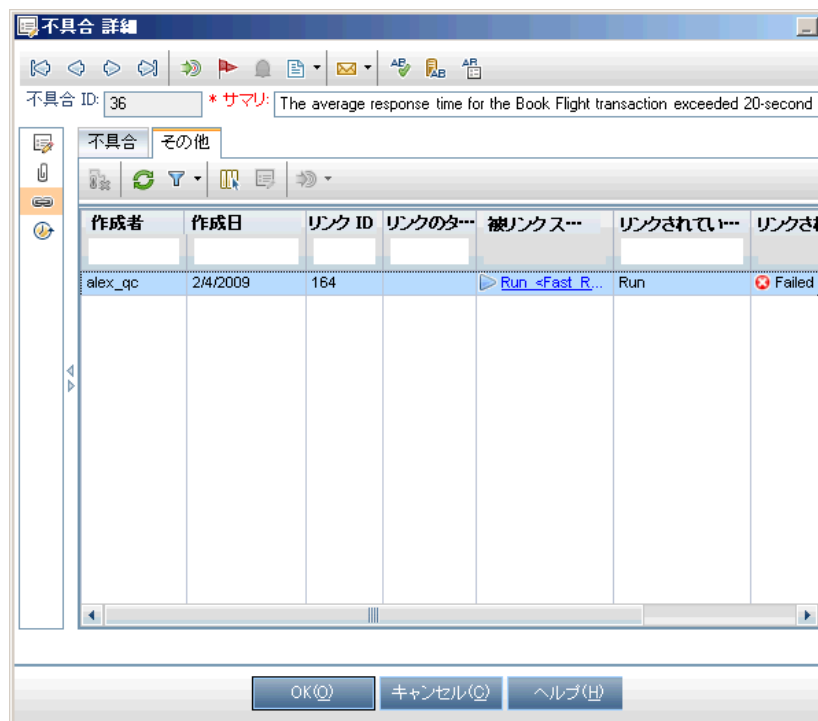 不具合 詳細
不具合 ID: 36 * サマリ: The average response time for the Book Flight transaction exceeded 20-second
不具合 その他
作成者 作成日 リンク ID リンクのタ… 被リンク ス… リンクされてい… リンクされ
alex_qc 2/4/2009 164 Run <Fast_R... Run Failed
OK(O) キャンセル(C) ヘルプ(H)